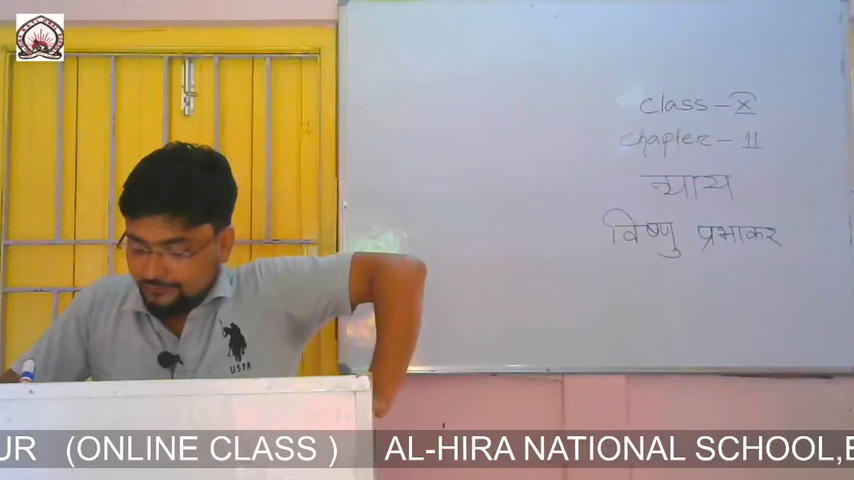 class - X
chapter - 11
न्याय
विष्णु प्रभाकर
USPA
UR (ONLINE CLASS ) AL-HIRA NATIONAL SCHOOL,